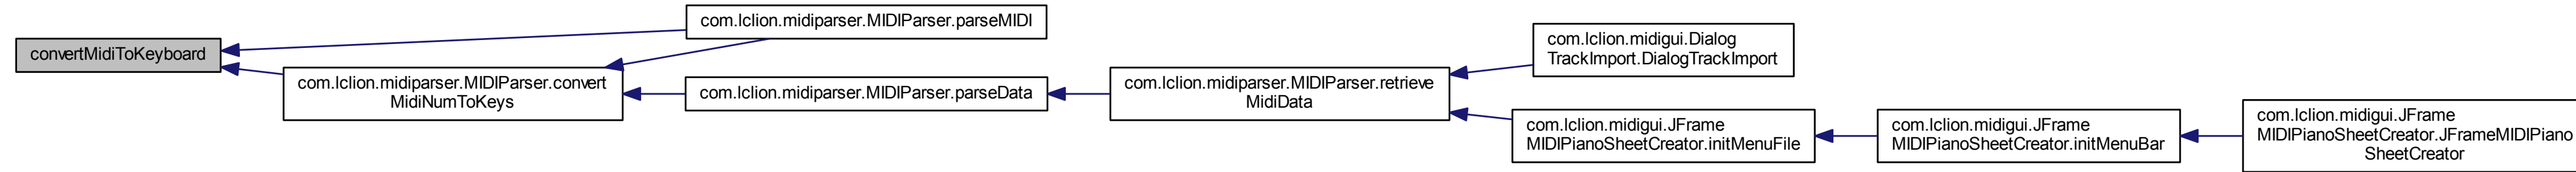 convertMidiToKeyboard
com.lclion.midiparser.MIDIParser.parseMIDI
com.lclion.midiparser.MIDIParser.convert
MidiNumToKeys
com.lclion.midiparser.MIDIParser.parseData
com.lclion.midiparser.MIDIParser.retrieve
MidiData
com.lclion.midigui.Dialog
TrackImport.DialogTrackImport
com.lclion.midigui.JFrame
MIDIPianoSheetCreator.initMenuFile
com.lclion.midigui.JFrame
MIDIPianoSheetCreator.initMenuBar
com.lclion.midigui.JFrame
MIDIPianoSheetCreator.JFrameMIDIPiano
SheetCreator